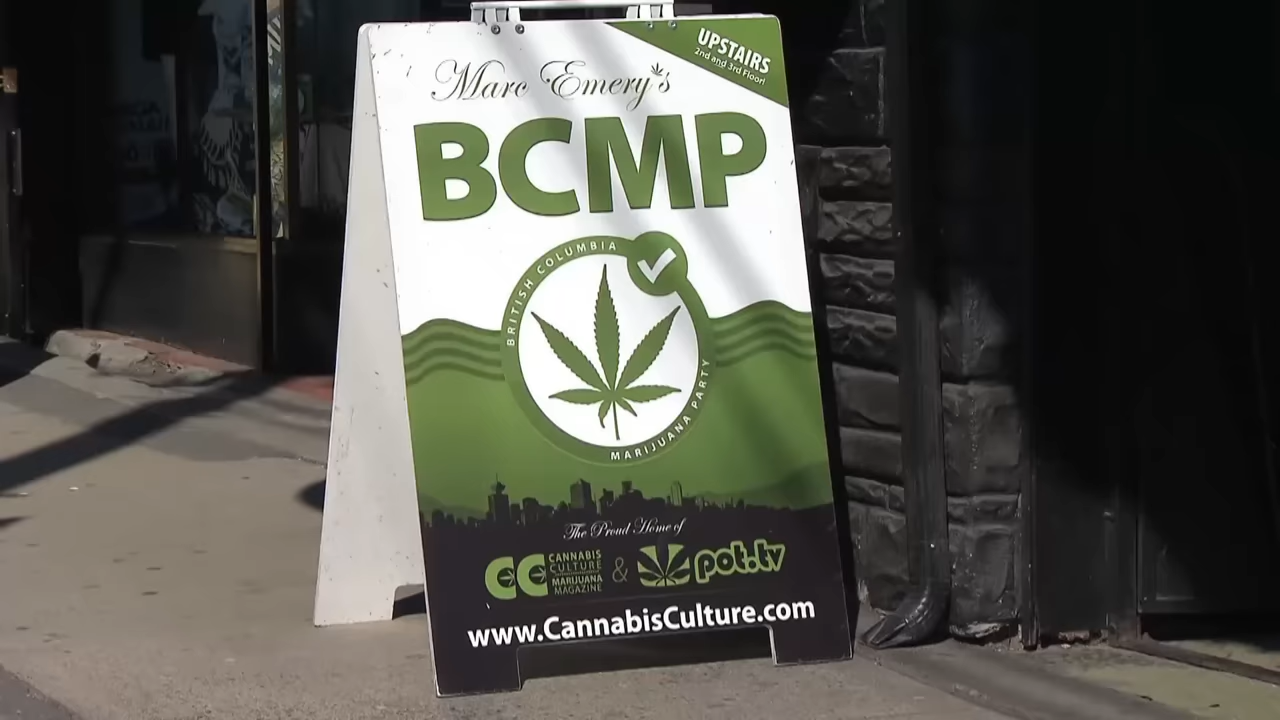 UPSTAIRS
2nd and 3rd Floor!
Marc Emery's
BCMP
BRITISH COLUMBIA
MARIJUANA PARTY
The Proud Home of
CC CANNABIS
CULTURE
MARIJUANA
MAGAZINE
& pot.tv
www.CannabisCulture.com